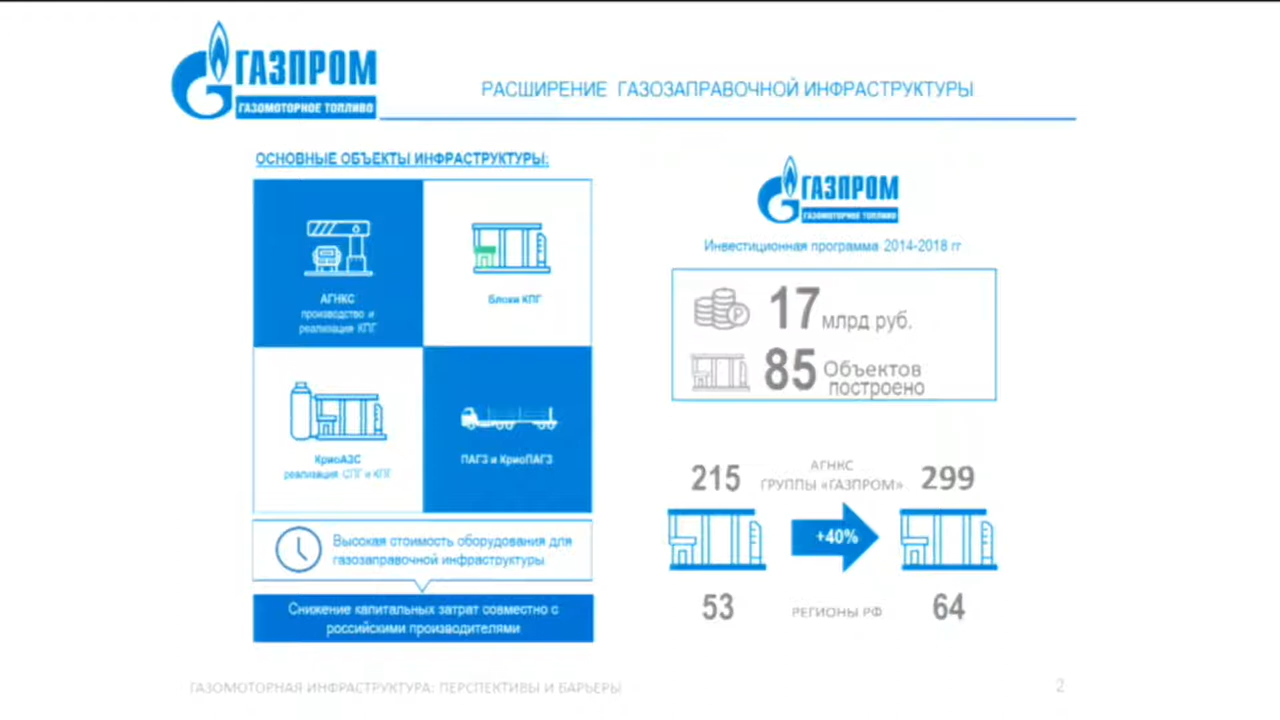 ГАЗПРОМ
ГАЗОМОТОРНОЕ ТОПЛИВО
РАСШИРЕНИЕ ГАЗОЗАПРАВОЧНОЙ ИНФРАСТРУКТУРЫ
ОСНОВНЫЕ ОБЪЕКТЫ ИНФРАСТРУКТУРЫ:
АГНКС
производство и
реализация КПГ
Блоки КПГ
КриоАЗС
реализация СПГ и КПГ
ПАГЗ и КриоПАГЗ
Высокая стоимость оборудования для
газозаправочной инфраструктуры
Снижение капитальных затрат совместно с
российскими производителями
ГАЗПРОМ
ГАЗОМОТОРНОЕ ТОПЛИВО
Инвестиционная программа 2014-2018 гг
17 млрд руб.
85 Объектов
построено
215 АГНКС 299
ГРУППЫ «ГАЗПРОМ»
+40%
53 РЕГИОНЫ РФ 64
ГАЗОМОТОРНАЯ ИНФРАСТРУКТУРА: ПЕРСПЕКТИВЫ И БАРЬЕРЫ
2